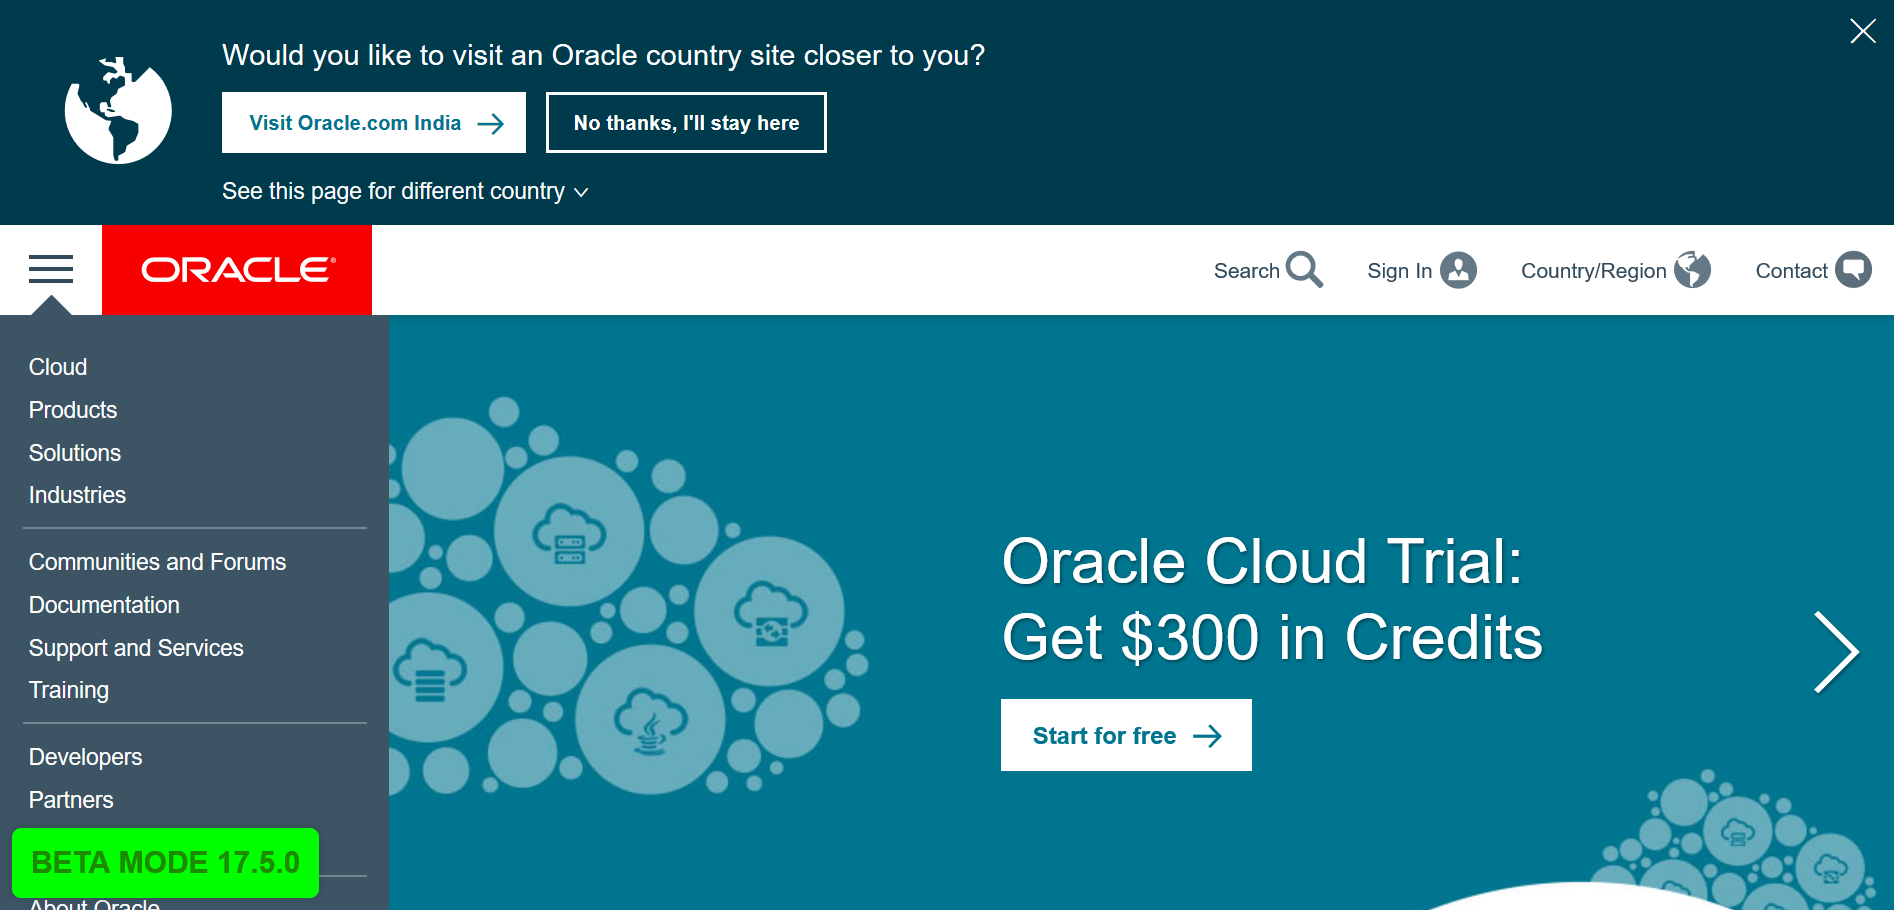 Would you like to visit an Oracle country site closer to you?
Visit Oracle.com India
No thanks, I'll stay here
See this page for different country
ORACLE®
Search
Sign In
Country/Region
Contact
Cloud
Products
Solutions
Industries
Communities and Forums
Documentation
Support and Services
Training
Developers
Partners
BETA MODE 17.5.0
About Oracle
Oracle Cloud Trial:
Get $300 in Credits
Start for free